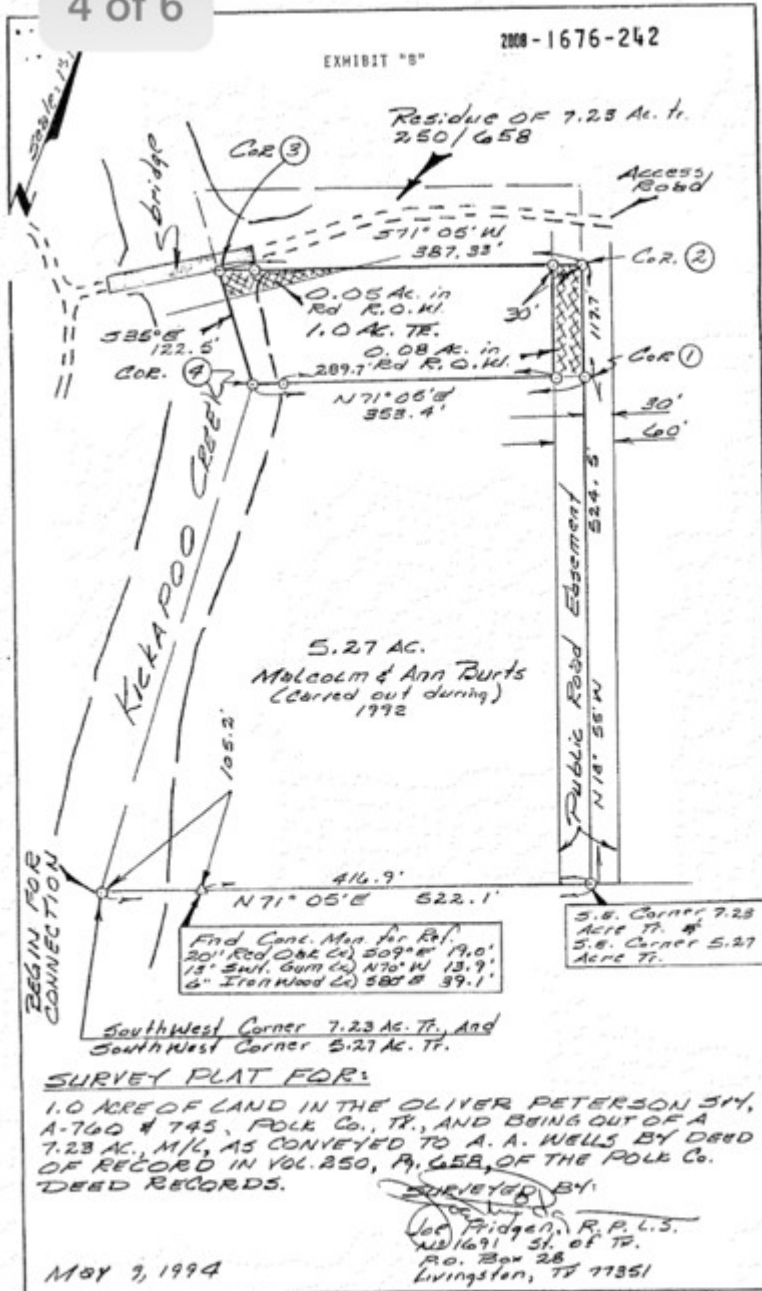 4 of 6
2008-1676-242
EXHIBIT "B"
Residue OF 7.23 Ac. tr.
250/658
Cor ③
bridge
Access
Road
S71° 05' W
387.33'
Cor. ②
0.05 Ac. in
Rd R.O.W.
30'
117.7
1.0 Ac. TR.
S35°E
122.5'
0.08 Ac. in
Rd R.O.W.
289.7'
Cor ①
COR. ④
N71° 05'E
353.4'
30'
60'
KICKAPOO CREEK
524.5'
Public Road Easement
N18° 55' W
5.27 AC.
Malcolm & Ann Burts
(Carried out during)
1992
105.2'
BEGIN FOR
CONNECTION
416.9'
N71° 05'E 522.1'
Fnd Conc. Mon. for Ref.
20" Red Oak (x) S09°E 19.0'
13" Swt. Gum (x) N70°W 13.9'
6" Iron Wood (x) 39.1'
S.E. Corner 7.23
Acre Tr. &
S.E. Corner 5.27
Acre Tr.
Southwest Corner 7.23 Ac. Tr., And
Southwest Corner 5.27 Ac. Tr.
SURVEY PLAT FOR:
1.0 ACRE OF LAND IN THE OLIVER PETERSON SVY,
A-760 & 745, POLK Co., TX., AND BEING OUT OF A
7.23 AC., M/L, AS CONVEYED TO A. A. WELLS BY DEED
OF RECORD IN VOL. 250, Pg. 658, OF THE POLK Co.
DEED RECORDS.
SURVEYED BY:
Joe Pridgen, R.P.L.S.
No 1691 St. of TX.
P.O. Box 28
Livingston, TX 77351
May 9, 1994